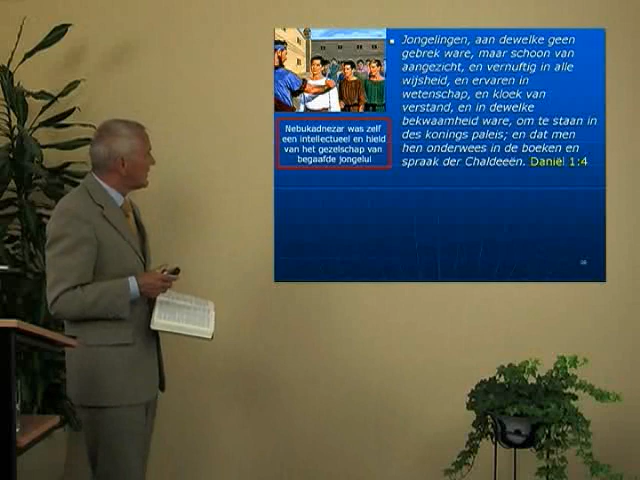 Jongelingen, aan dewelke geen
gebrek ware, maar schoon van
aangezicht, en vernuftig in alle
wijsheid, en ervaren in
wetenschap, en kloek van
verstand, en in dewelke
bekwaamheid ware, om te staan in
des konings paleis; en dat men
hen onderwees in de boeken en
spraak der Chaldeeën. Daniël 1:4
Nebukadnezar was zelf
een intellectueel en hield
van het gezelschap van
begaafde jongelui